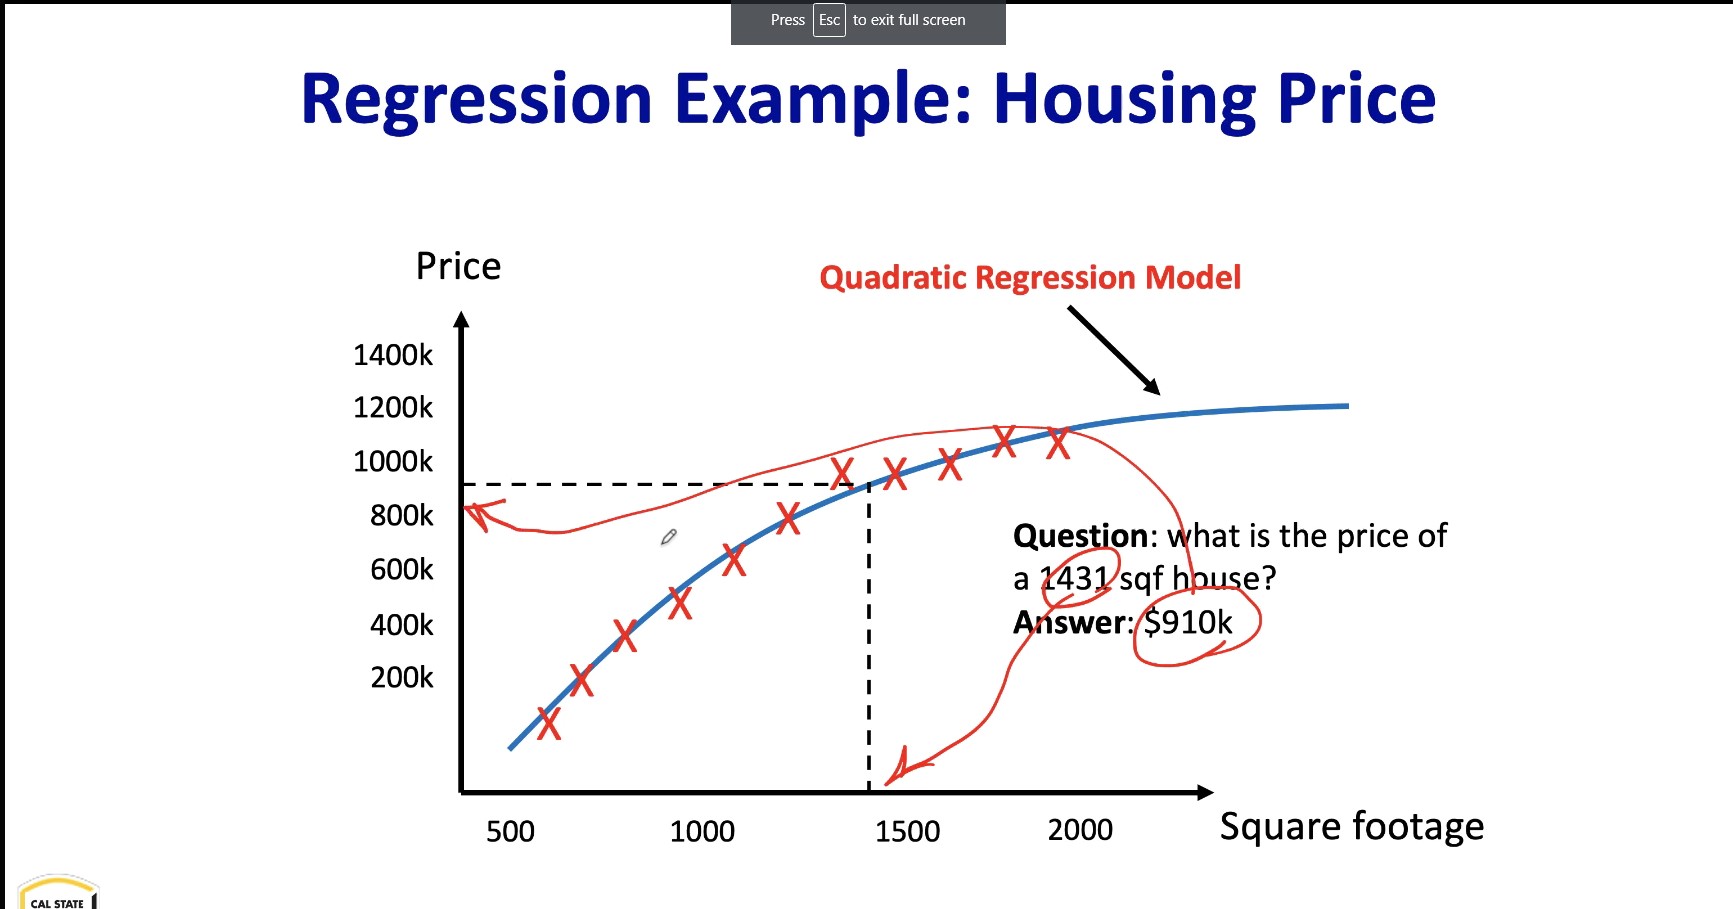 Press Esc to exit full screen
Regression Example: Housing Price
Price
Quadratic Regression Model
1400k
1200k
1000k
800k
600k
400k
200k
Question: what is the price of
a 1431 sqf house?
Answer: $910k
500 1000 1500 2000
Square footage
CAL STATE